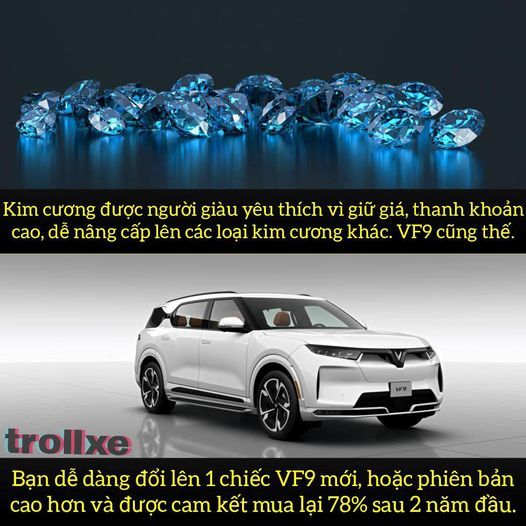 Kim cương được người giàu yêu thích vì giữ giá, thanh khoản
cao, dễ nâng cấp lên các loại kim cương khác. VF9 cũng thế.
VF9
trollxe
Bạn dễ dàng đổi lên 1 chiếc VF9 mới, hoặc phiên bản
cao hơn và được cam kết mua lại 78% sau 2 năm đầu.